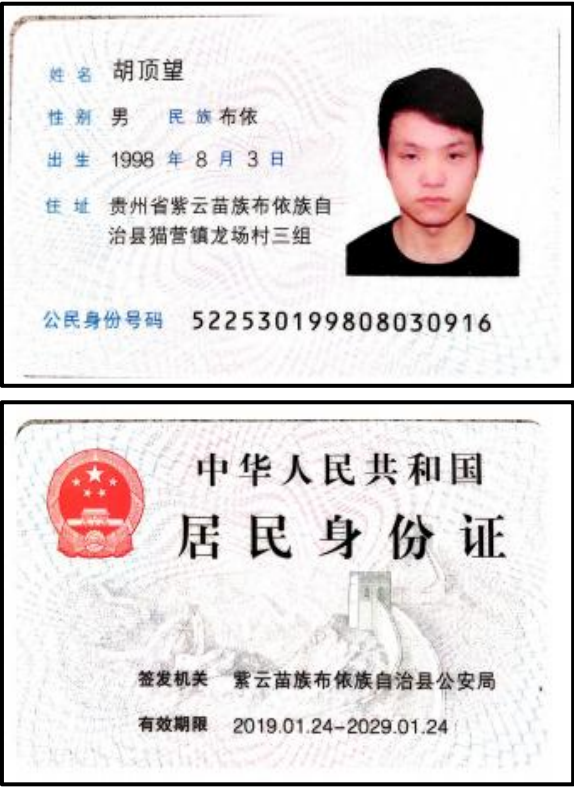 姓名 胡顶望
性别 男 民族 布依
出生 1998 年 8 月 3 日
住址 贵州省紫云苗族布依族自
治县猫营镇龙场村三组
公民身份号码 522530199808030916
中华人民共和国
居民身份证
签发机关 紫云苗族布依族自治县公安局
有效期限 2019.01.24-2029.01.24